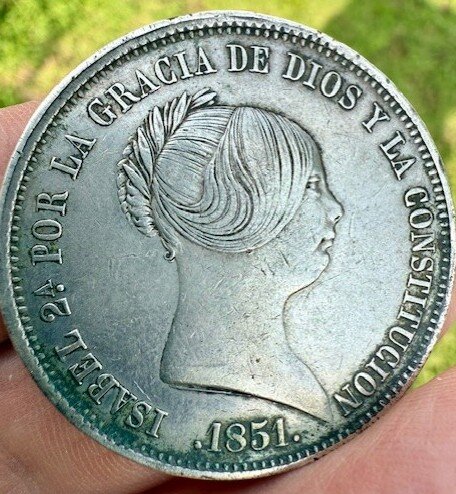 ISABEL 2ª. POR LA GRACIA DE DIOS Y LA CONSTITUCION
.1851.